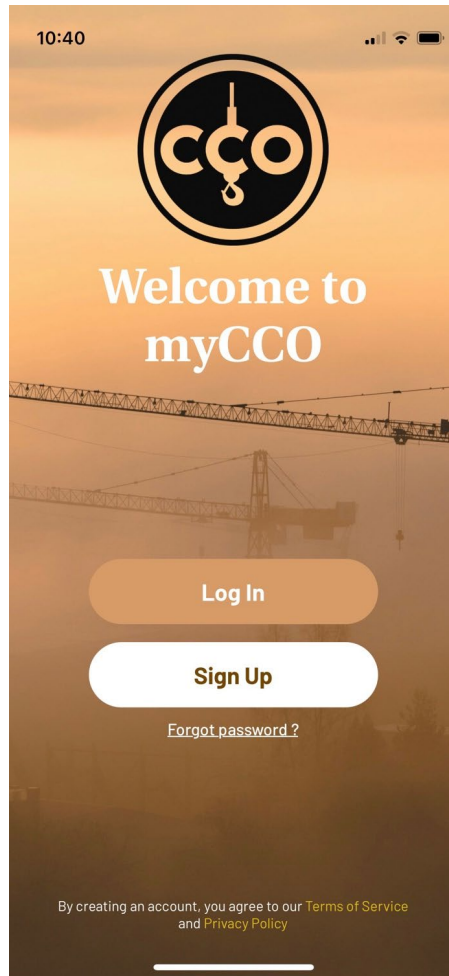 10:40
CCO
Welcome to
myCCO
Log In
Sign Up
Forgot password ?
By creating an account, you agree to our Terms of Service
and Privacy Policy